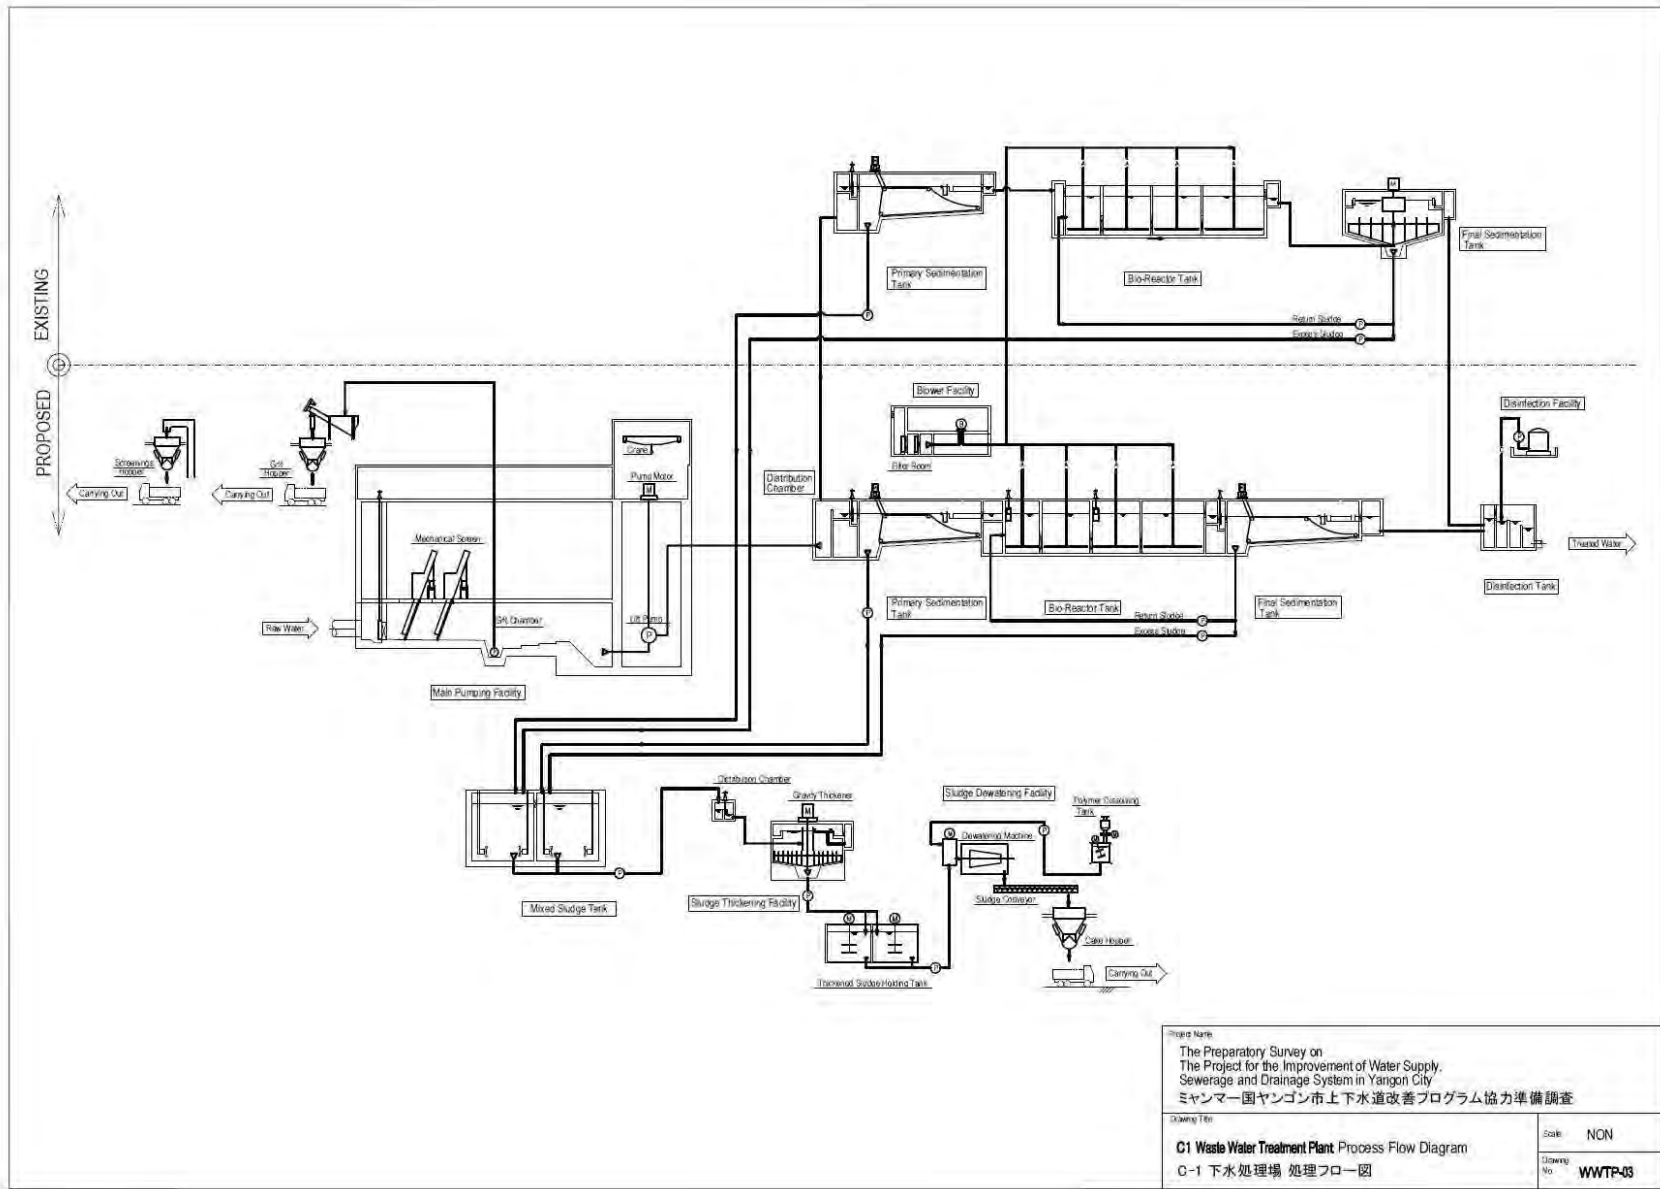 EXISTING
PROPOSED
Primary Sedimentation
Tank
Bio-Reactor Tank
Final Sedimentation
Tank
Return Sludge
Excess Sludge
Blower Facility
Filter Room
Disinfection Facility
Screenings
Hopper
Carrying Out
Grit
Hopper
Carrying Out
Crane
Pump Motor
M
Distribution
Chamber
Mechanical Screen
Raw Water
Grit Chamber
Lift Pump
P
Main Pumping Facility
Primary Sedimentation
Tank
Bio-Reactor Tank
Return Sludge
Excess Sludge
Final Sedimentation
Tank
Treated Water
Disinfection Tank
Mixed Sludge Tank
Distribution Chamber
Gravity Thickener
M
Sludge Thickening Facility
Thickened Sludge Holding Tank
Sludge Dewatering Facility
Dewatering Machine
Polymer Dissolving
Tank
Sludge Conveyor
Cake Hopper
Carrying Out
Project Name
The Preparatory Survey on
The Project for the Improvement of Water Supply,
Sewerage and Drainage System in Yangon City
ミャンマー国ヤンゴン市上下水道改善プログラム協力準備調査
Drawing Title
C1 Waste Water Treatment Plant Process Flow Diagram
C-1 下水処理場 処理フロー図
Scale NON
Drawing
No. WWTP-03